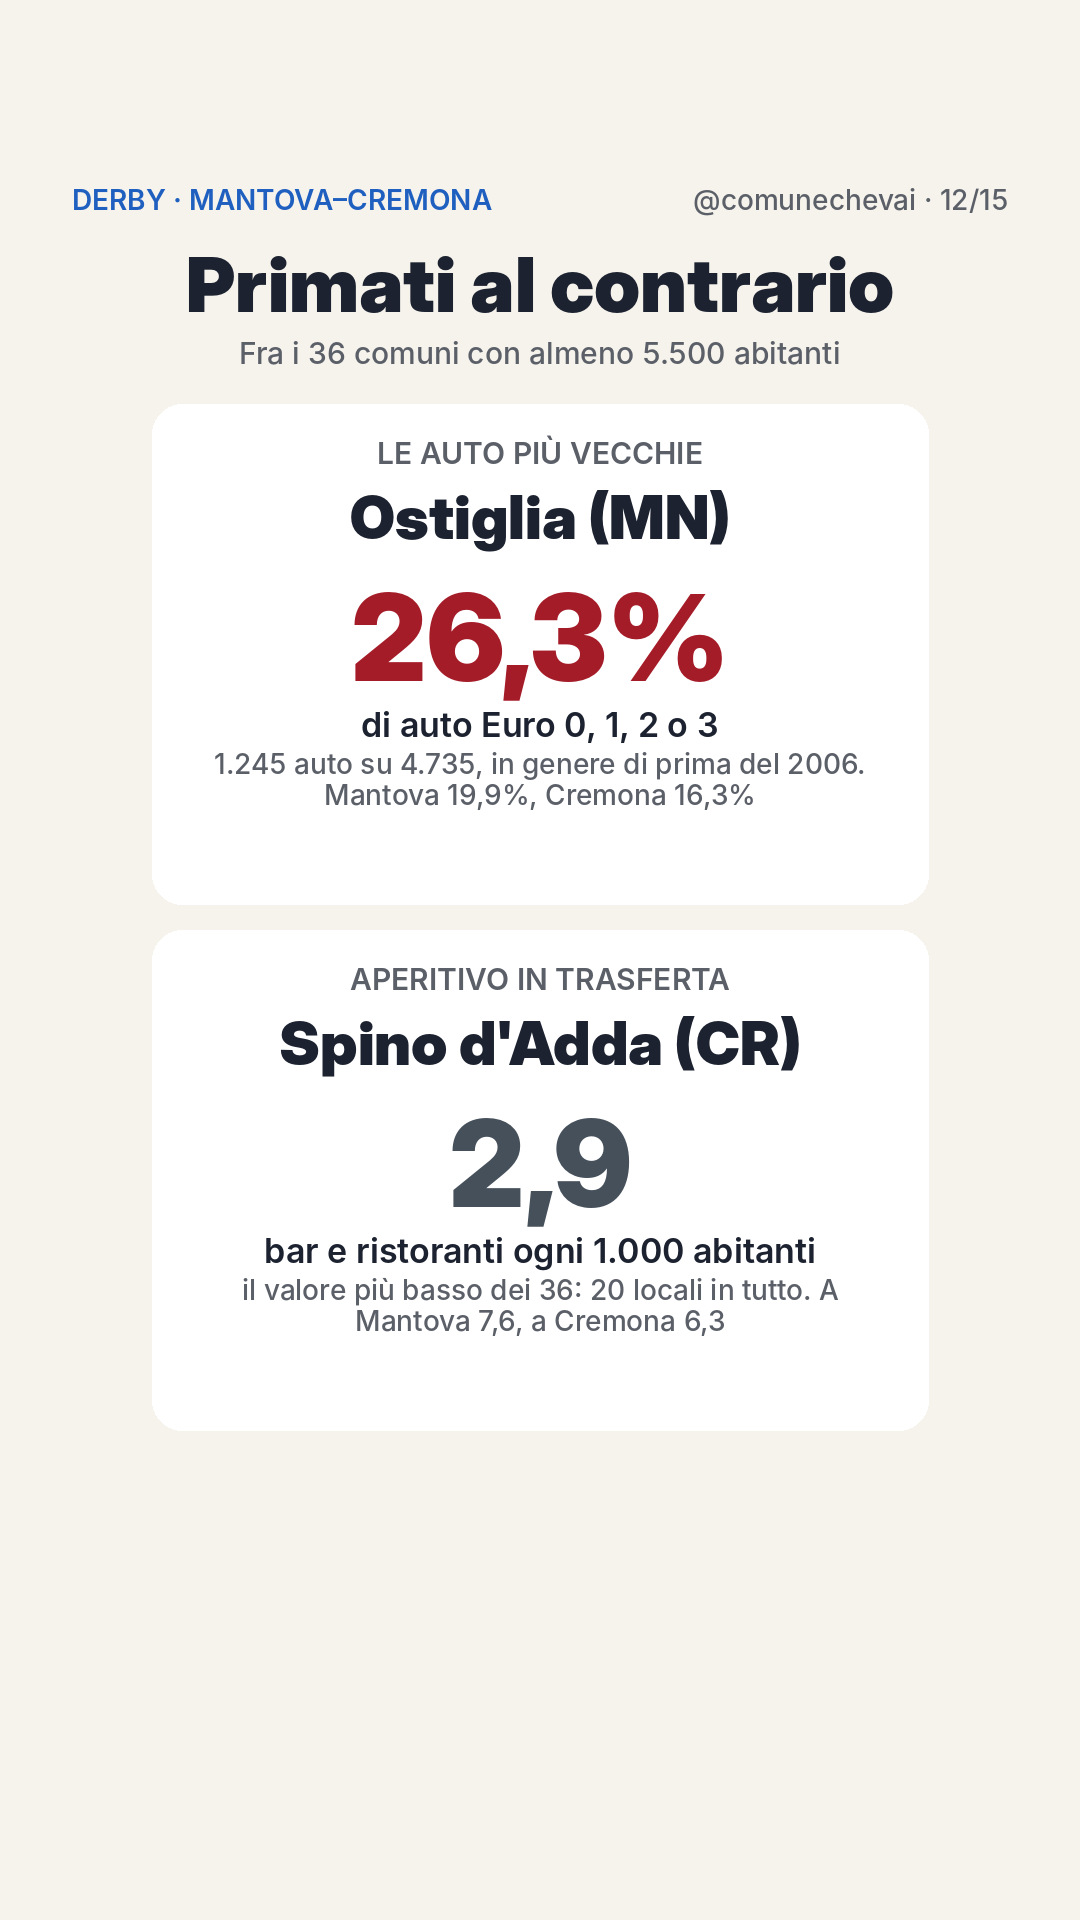 DERBY · MANTOVA–CREMONA
@comunechevai · 12/15
Primati al contrario
Fra i 36 comuni con almeno 5.500 abitanti
LE AUTO PIÙ VECCHIE
Ostiglia (MN)
26,3%
di auto Euro 0, 1, 2 o 3
1.245 auto su 4.735, in genere di prima del 2006.
Mantova 19,9%, Cremona 16,3%
APERITIVO IN TRASFERTA
Spino d'Adda (CR)
2,9
bar e ristoranti ogni 1.000 abitanti
il valore più basso dei 36: 20 locali in tutto. A
Mantova 7,6, a Cremona 6,3